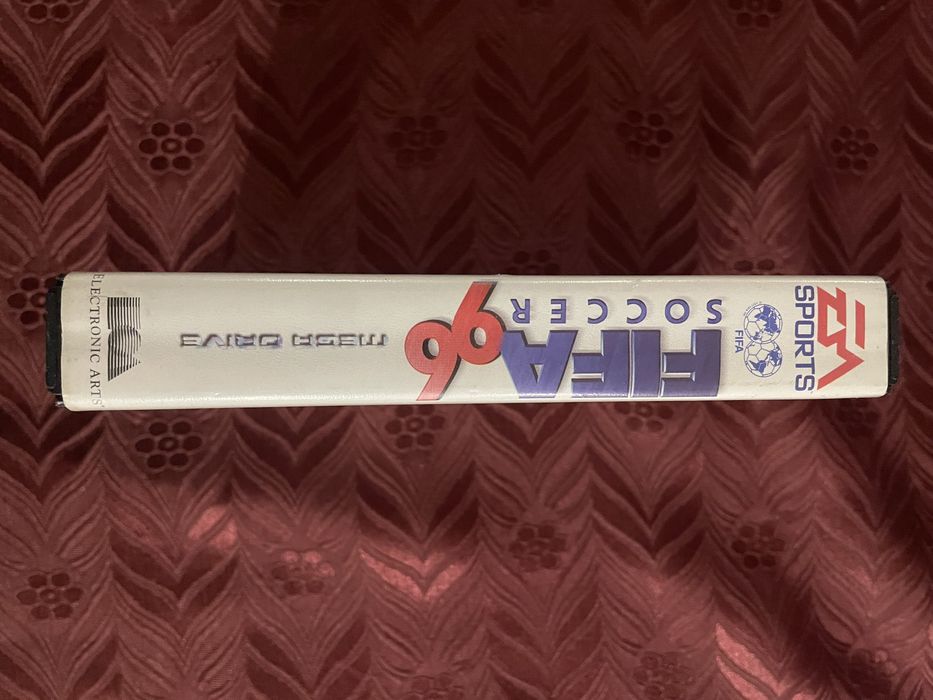 EA
SPORTS
FIFA
FIFA
SOCCER
96
MEGA DRIVE
ELECTRONIC ARTS®